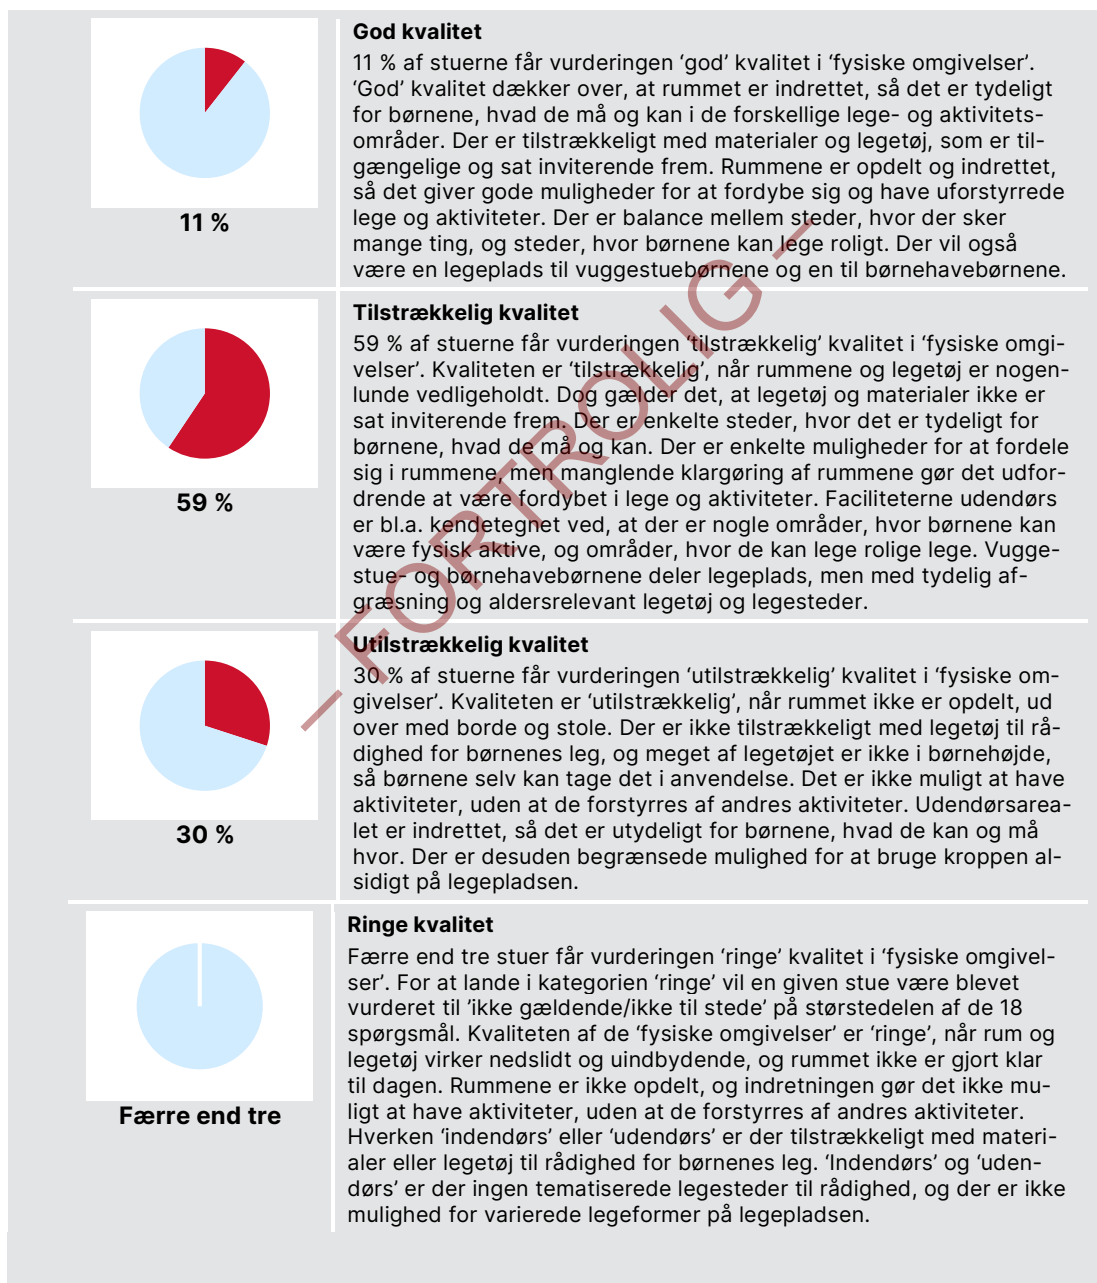 God kvalitet
11 % af stuerne får vurderingen ‘god’ kvalitet i ‘fysiske omgivelser’.
‘God’ kvalitet dækker over, at rummet er indrettet, så det er tydeligt
for børnene, hvad de må og kan i de forskellige lege- og aktivitets-
områder. Der er tilstrækkeligt med materialer og legetøj, som er til-
gængelige og sat inviterende frem. Rummene er opdelt og indrettet,
så det giver gode muligheder for at fordybe sig og have uforstyrrede
lege og aktiviteter. Der er balance mellem steder, hvor der sker
mange ting, og steder, hvor børnene kan lege roligt. Der vil også
være en legeplads til vuggestuebørnene og en til børnehavebørnene.
11 %
Tilstrækkelig kvalitet
59 % af stuerne får vurderingen ‘tilstrækkelig’ kvalitet i ‘fysiske omgi-
velser’. Kvaliteten er ‘tilstrækkelig’, når rummene og legetøj er nogen-
lunde vedligeholdt. Dog gælder det, at legetøj og materialer ikke er
sat inviterende frem. Der er enkelte steder, hvor det er tydeligt for
børnene, hvad de må og kan. Der er enkelte muligheder for at fordele
sig i rummene, men manglende klargøring af rummene gør det udfor-
drende at være fordybet i lege og aktiviteter. Faciliteterne udendørs
er bl.a. kendetegnet ved, at der er nogle områder, hvor børnene kan
være fysisk aktive, og områder, hvor de kan lege rolige lege. Vugge-
stue- og børnehavebørnene deler legeplads, men med tydelig af-
græsning og aldersrelevant legetøj og legesteder.
59 %
Utilstrækkelig kvalitet
30 % af stuerne får vurderingen ‘utilstrækkelig’ kvalitet i ‘fysiske om-
givelser’. Kvaliteten er ‘utilstrækkelig’, når rummet ikke er opdelt, ud
over med borde og stole. Der er ikke tilstrækkeligt med legetøj til rå-
dighed for børnenes leg, og meget af legetøjet er ikke i børnehøjde,
så børnene selv kan tage det i anvendelse. Det er ikke muligt at have
aktiviteter, uden at de forstyrres af andres aktiviteter. Udendørsarea-
let er indrettet, så det er utydeligt for børnene, hvad de kan og må
hvor. Der er desuden begrænsede mulighed for at bruge kroppen al-
sidigt på legepladsen.
30 %
Ringe kvalitet
Færre end tre stuer får vurderingen ‘ringe’ kvalitet i ‘fysiske omgivel-
ser’. For at lande i kategorien ‘ringe’ vil en given stue være blevet
vurderet til ’ikke gældende/ikke til stede’ på størstedelen af de 18
spørgsmål. Kvaliteten af de ‘fysiske omgivelser’ er ‘ringe’, når rum og
legetøj virker nedslidt og uindbydende, og rummet ikke er gjort klar
til dagen. Rummene er ikke opdelt, og indretningen gør det ikke mu-
ligt at have aktiviteter, uden at de forstyrres af andres aktiviteter.
Hverken ‘indendørs’ eller ‘udendørs’ er der tilstrækkeligt med materi-
aler eller legetøj til rådighed for børnenes leg. ‘Indendørs’ og ‘uden-
dørs’ er der ingen tematiserede legesteder til rådighed, og der er ikke
mulighed for varierede legeformer på legepladsen.
Færre end tre
– FORTROLIG –